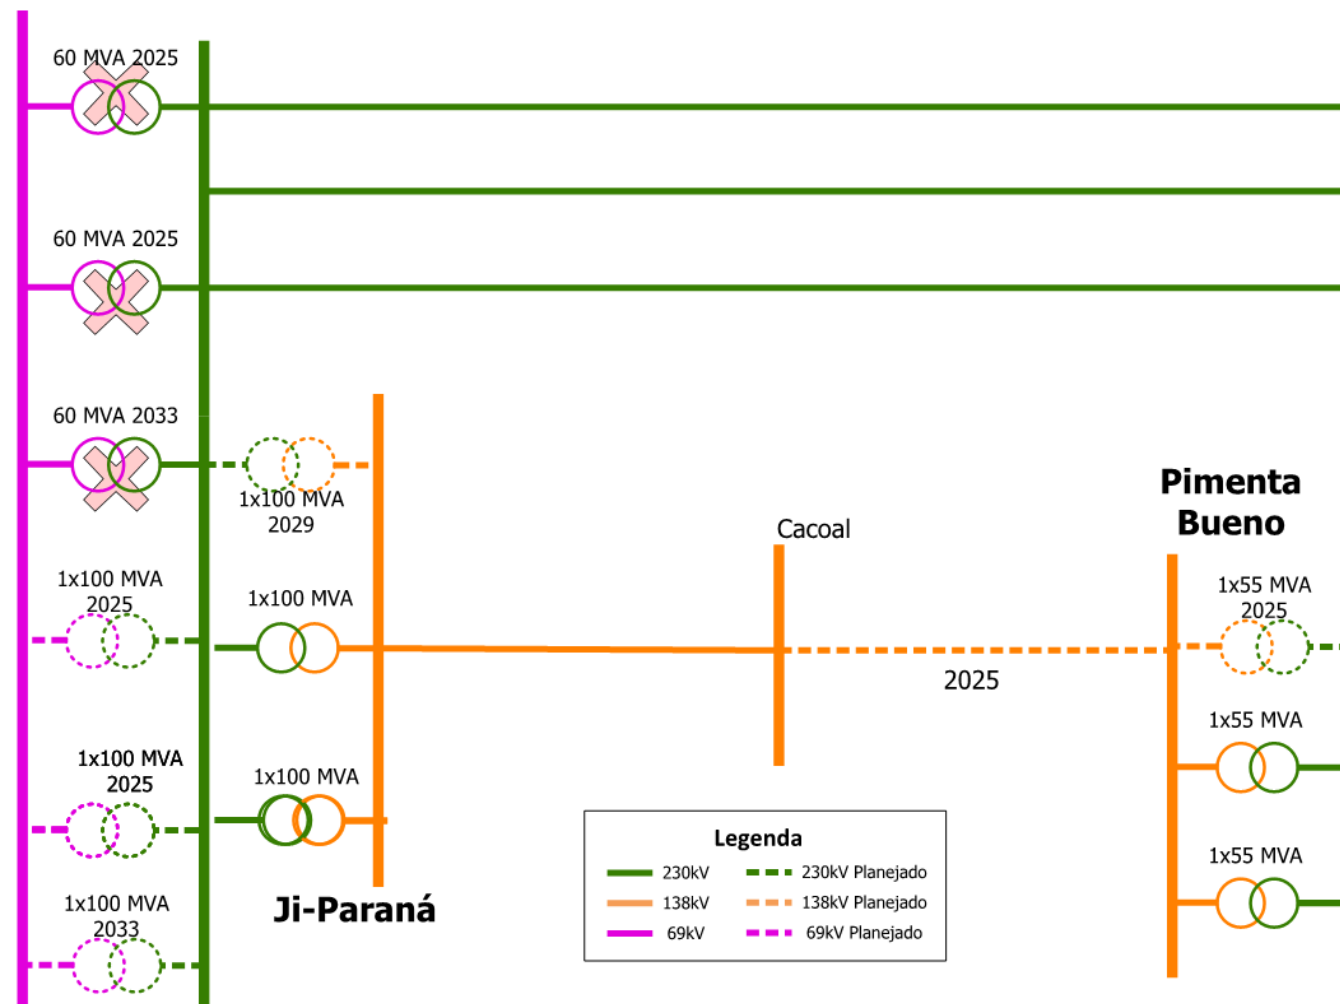 60 MVA 2025
60 MVA 2025
60 MVA 2033
1x100 MVA
2029
Pimenta
Bueno
Cacoal
1x100 MVA
2025
1x100 MVA
1x55 MVA
2025
2025
1x55 MVA
1x100 MVA
2025
1x100 MVA
Legenda
230kV
230kV Planejado
138kV
138kV Planejado
69kV
69kV Planejado
1x55 MVA
1x100 MVA
2033
Ji-Paraná